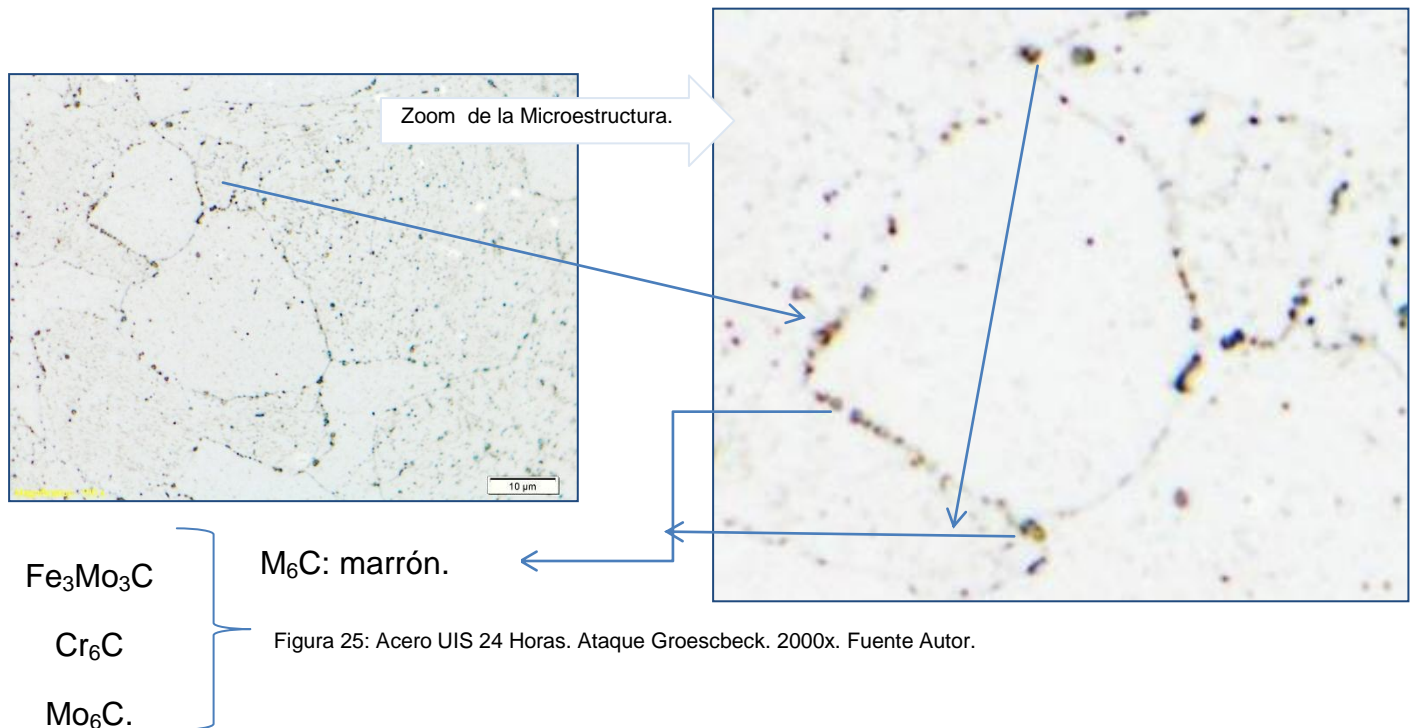 Zoom de la Microestructura.
10 µm
Fe₃Mo₃C
M₆C: marrón.
Cr₆C
Figura 25: Acero UIS 24 Horas. Ataque Groescbeck. 2000x. Fuente Autor.
Mo₆C.